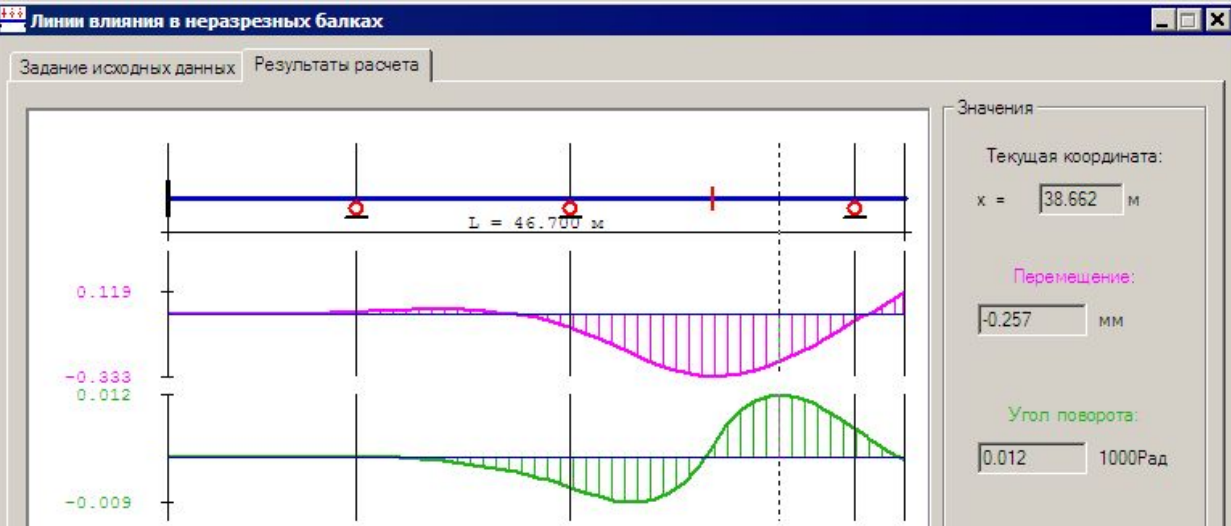 Линии влияния в неразрезных балках
Задание исходных данных
Результаты расчета
L = 46.700 м
0.119
-0.333
0.012
-0.009
Значения
Текущая координата:
x = 38.662 м
Перемещение:
-0.257 мм
Угол поворота:
0.012 1000Рад